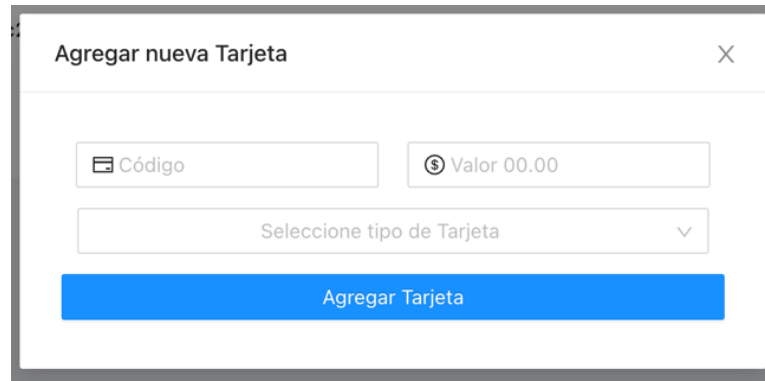 Agregar nueva Tarjeta
Código
Valor 00.00
Seleccione tipo de Tarjeta
Agregar Tarjeta